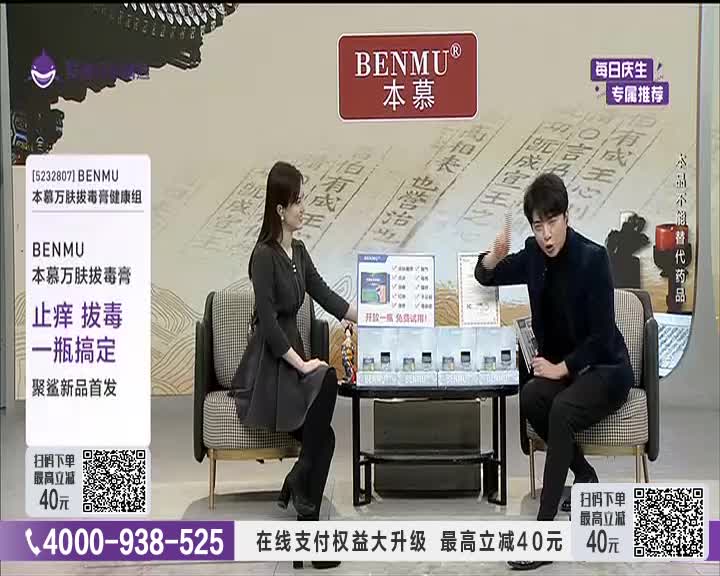 BENMU®
本慕
每日庆生
专属推荐
[5232807] BENMU
本慕万肤拔毒膏健康组
BENMU
本慕万肤拔毒膏
止痒 拔毒
一瓶搞定
聚鲨新品首发
本品不能替代药品
开放一瓶 免费试用!
BENMU
BENMU
BENMU
BENMU
扫码下单
最高立减
40元
扫码下单
最高立减
40元
4000-938-525
在线支付权益大升级 最高立减40元